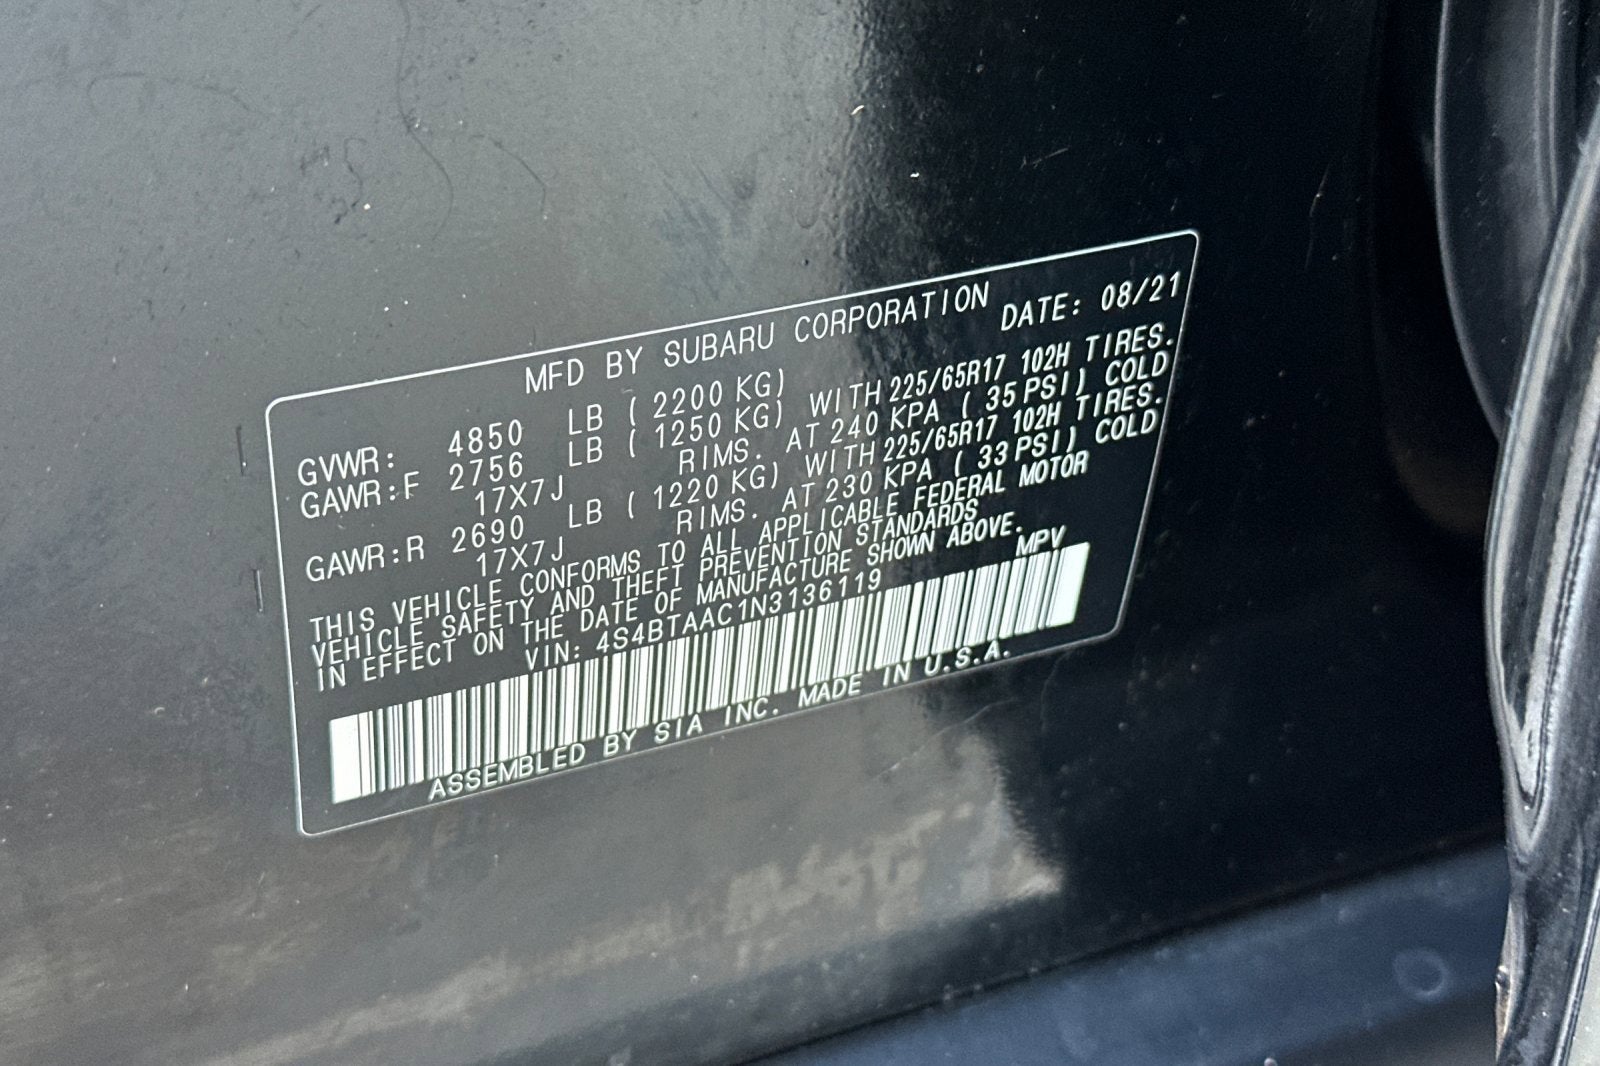 MFD BY SUBARU CORPORATION
DATE: 08/21
GVWR: 4850 LB ( 2200 KG)
GAWR:F 2756 LB ( 1250 KG) WITH 225/65R17 102H TIRES.
17X7J RIMS. AT 240 KPA ( 35 PSI) COLD
GAWR:R 2690 LB ( 1220 KG) WITH 225/65R17 102H TIRES.
17X7J RIMS. AT 230 KPA ( 33 PSI) COLD
THIS VEHICLE CONFORMS TO ALL APPLICABLE FEDERAL MOTOR
VEHICLE SAFETY AND THEFT PREVENTION STANDARDS
IN EFFECT ON THE DATE OF MANUFACTURE SHOWN ABOVE.
VIN: 4S4BTAAC1N3136119 MPV
ASSEMBLED BY SIA INC. MADE IN U.S.A.